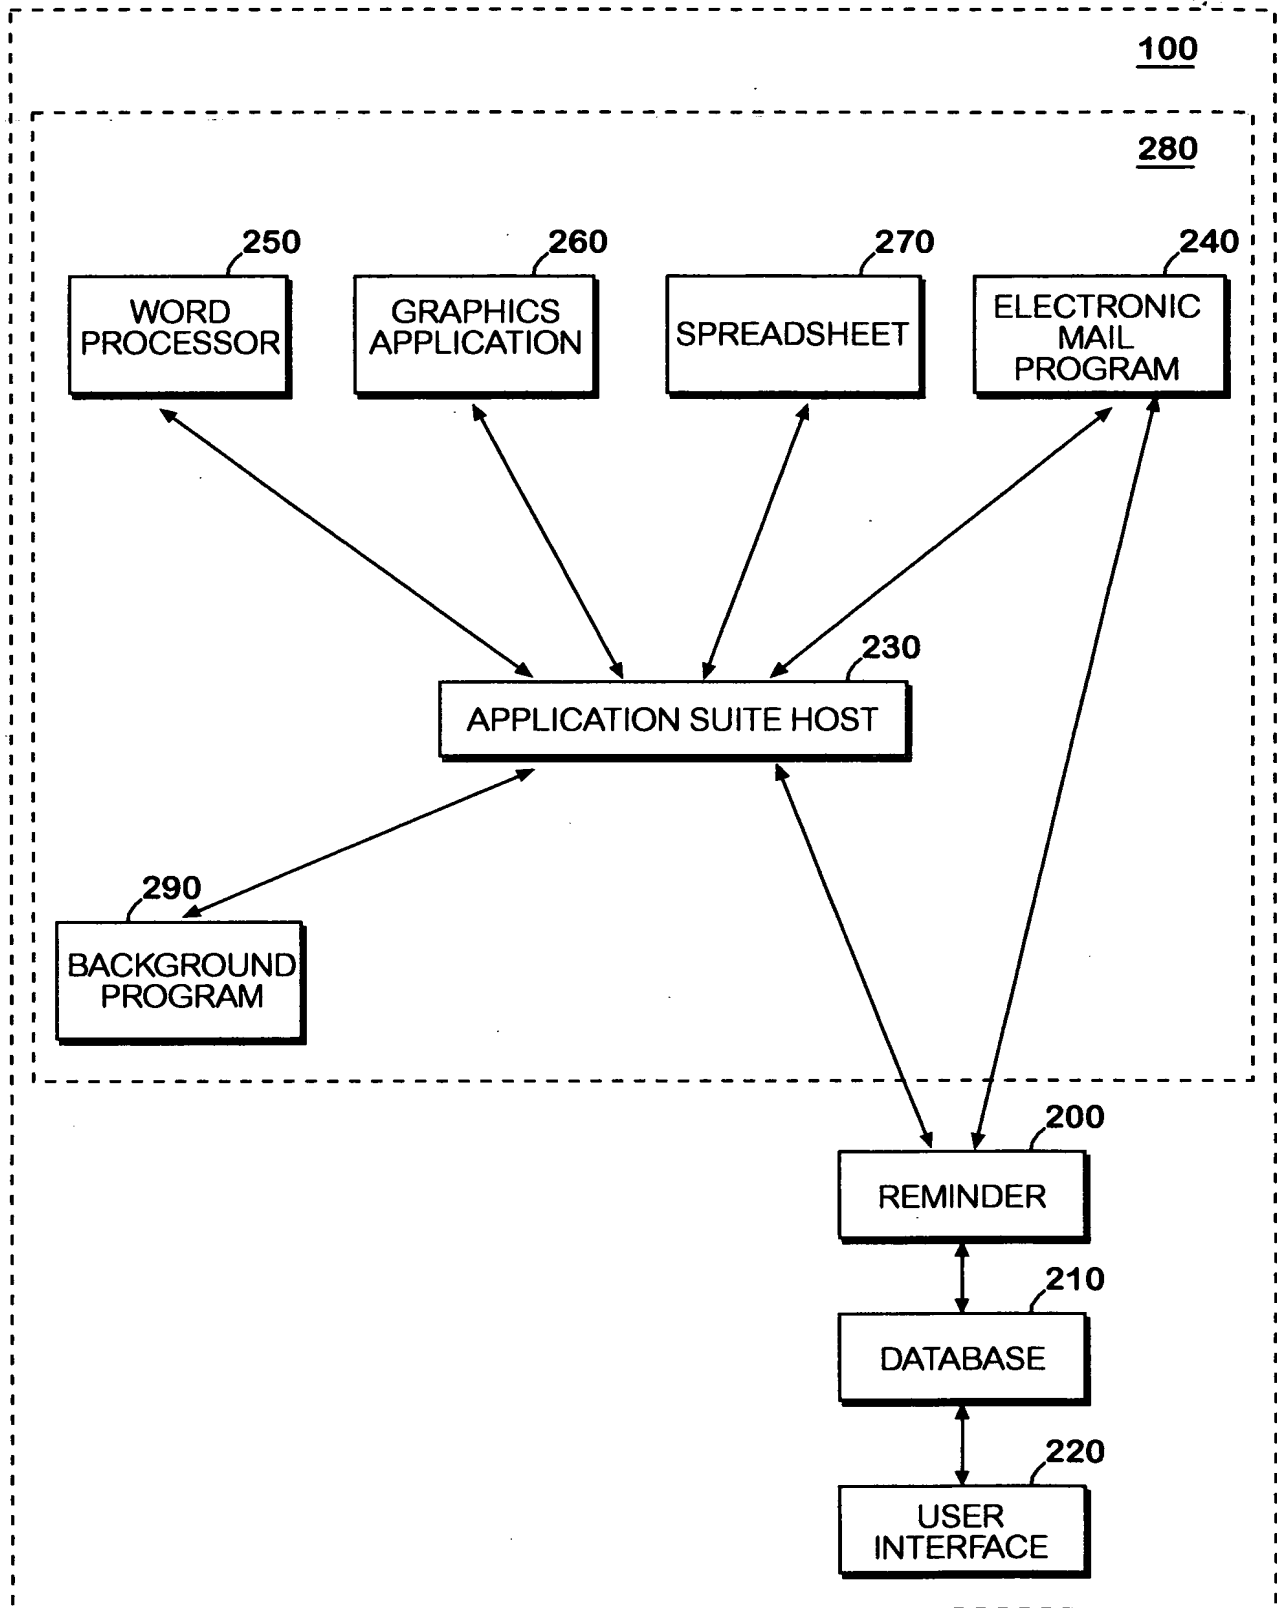 100
280
250
260
270
240
WORD
PROCESSOR
GRAPHICS
APPLICATION
SPREADSHEET
ELECTRONIC
MAIL
PROGRAM
230
APPLICATION SUITE HOST
290
BACKGROUND
PROGRAM
200
REMINDER
210
DATABASE
220
USER
INTERFACE